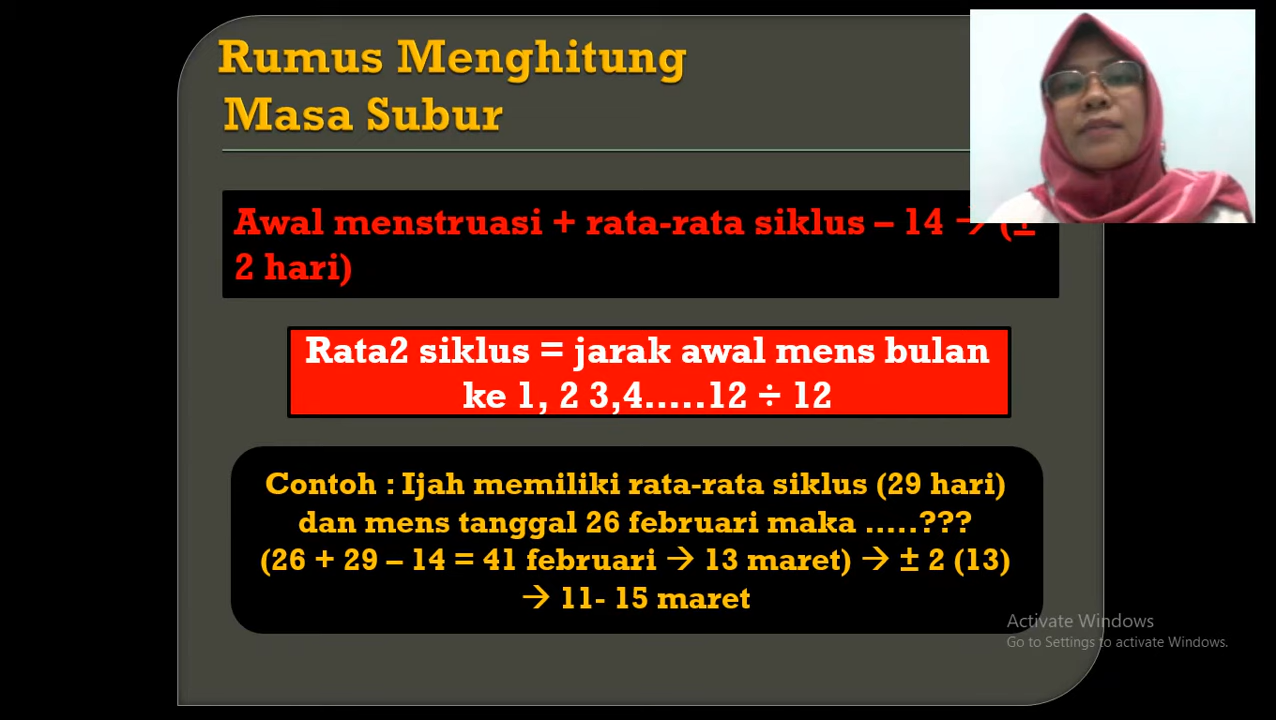 Rumus Menghitung
Masa Subur
Awal menstruasi + rata-rata siklus – 14 → (±
2 hari)
Rata2 siklus = jarak awal mens bulan
ke 1, 2 3,4.....12 ÷ 12
Contoh : Ijah memiliki rata-rata siklus (29 hari)
dan mens tanggal 26 februari maka .....???
(26 + 29 – 14 = 41 februari → 13 maret) → ± 2 (13)
→ 11- 15 maret
Activate Windows
Go to Settings to activate Windows.